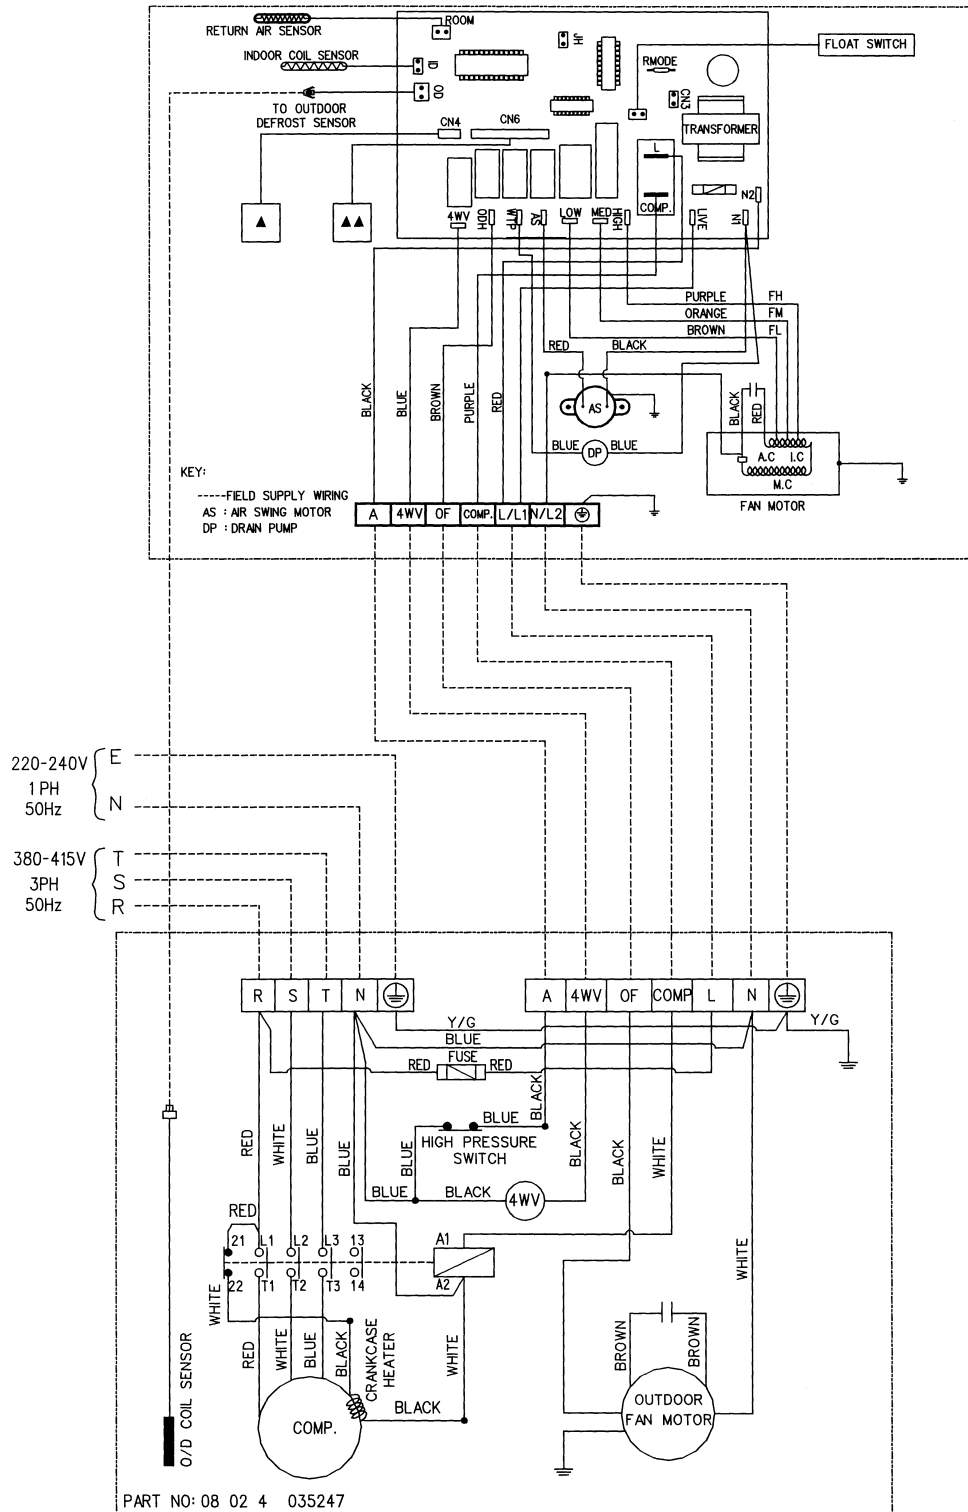 ROOM
RETURN AIR SENSOR
INDOOR COIL SENSOR
ID
OD
TO OUTDOOR
DEFROST SENSOR
JH
RMODE
FLOAT SWITCH
CN3
TRANSFORMER
CN4
CN6
L
COMP.
N2
4WV
ODH
WTP
AS
LOW
MED
HIGH
LIVE
N1
PURPLE FH
ORANGE FM
BROWN FL
RED
BLACK
BLACK
BLUE
BROWN
PURPLE
RED
AS
BLUE
DP
BLUE
BLACK
RED
A.C
I.C
M.C
FAN MOTOR
KEY:
FIELD SUPPLY WIRING
AS : AIR SWING MOTOR
DP : DRAIN PUMP
A
4WV
OF
COMP.
L/L1
N/L2
220-240V
1PH
50Hz
E
N
380-415V
3PH
50Hz
T
S
R
R
S
T
N
A
4WV
OF
COMP
L
N
Y/G
Y/G
BLUE
RED
FUSE
RED
BLACK
BLUE
HIGH PRESSURE
SWITCH
RED
WHITE
BLUE
BLUE
BLUE
BLACK
BLACK
WHITE
BLUE
BLACK
4WV
RED
21
L1
L2
L3
13
A1
22
T1
T2
T3
14
A2
WHITE
WHITE
RED
WHITE
BLUE
BLACK
CRANKCASE
HEATER
WHITE
BROWN
BROWN
BLACK
COMP.
OUTDOOR
FAN MOTOR
O/D COIL SENSOR
PART NO: 08 02 4 035247